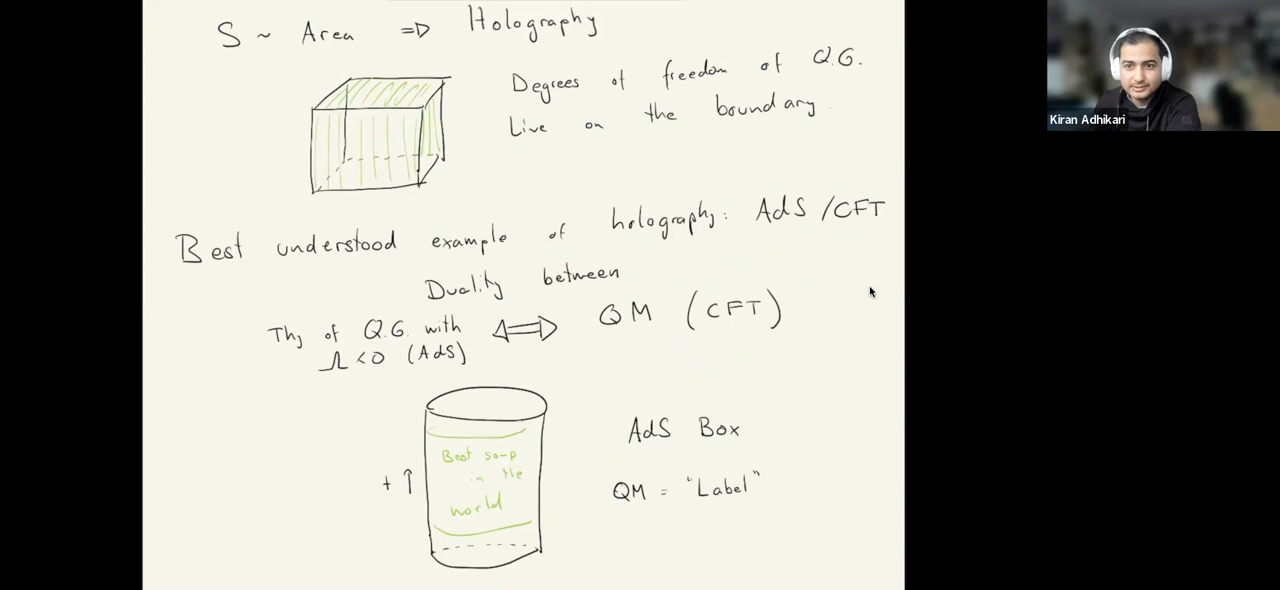 S ~ Area ⇒ Holography
Degrees of freedom of Q.G.
Live on the boundary.
Best understood example of holography: AdS/CFT
Duality between
Thy of Q.G. with ⟺ QM (CFT)
Λ<0 (AdS)
Best soup
in the
world
t ↑
AdS Box
QM = "Label"
Kiran Adhikari